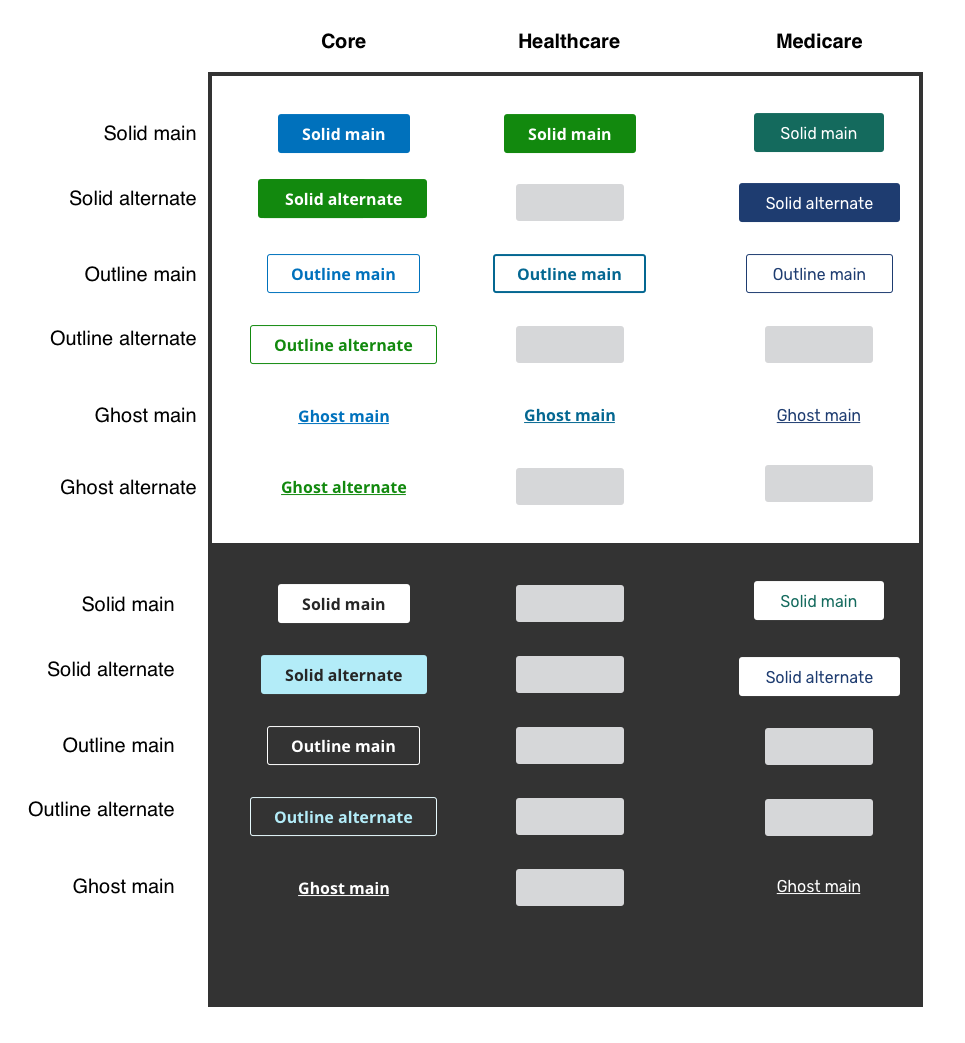 Core Healthcare Medicare
Solid main Solid main Solid main Solid main
Solid alternate Solid alternate Solid alternate
Outline main Outline main Outline main Outline main
Outline alternate Outline alternate
Ghost main Ghost main Ghost main Ghost main
Ghost alternate Ghost alternate
Solid main Solid main Solid main
Solid alternate Solid alternate Solid alternate
Outline main Outline main
Outline alternate Outline alternate
Ghost main Ghost main Ghost main